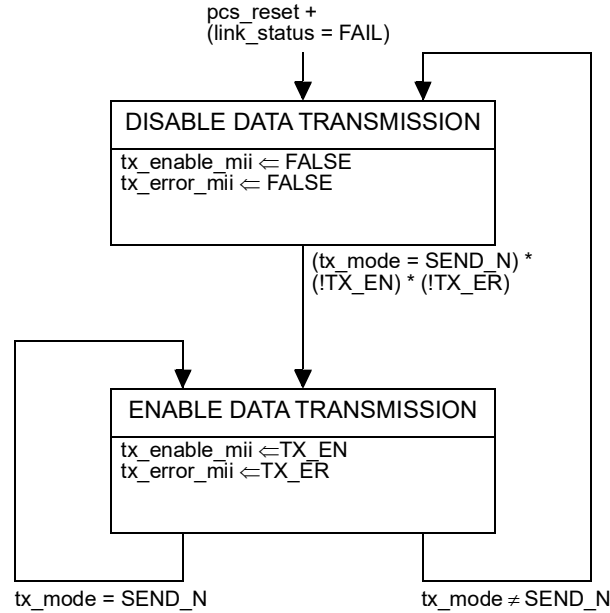 pcs_reset +
(link_status = FAIL)
DISABLE DATA TRANSMISSION
tx_enable_mii ⇐ FALSE
tx_error_mii ⇐ FALSE
(tx_mode = SEND_N) *
(!TX_EN) * (!TX_ER)
ENABLE DATA TRANSMISSION
tx_enable_mii ⇐TX_EN
tx_error_mii ⇐TX_ER
tx_mode = SEND_N
tx_mode ≠ SEND_N